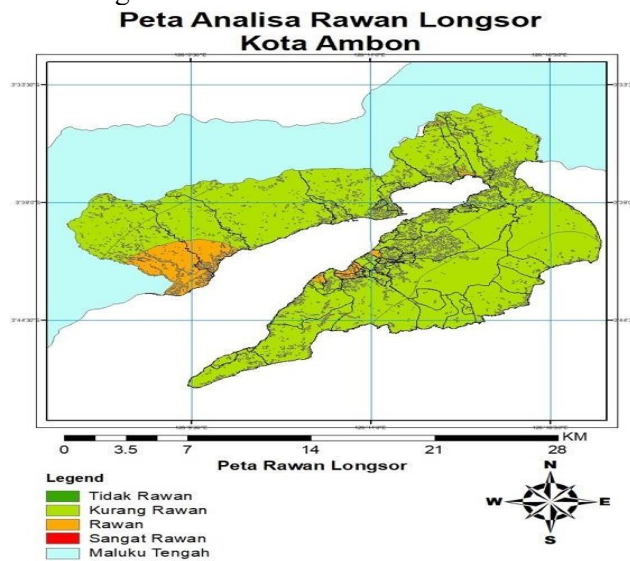 Peta Analisa Rawan Longsor
Kota Ambon
0 3.5 7 14 21 28 KM
Peta Rawan Longsor
Legend
Tidak Rawan
Kurang Rawan
Rawan
Sangat Rawan
Maluku Tengah
N
W E
S